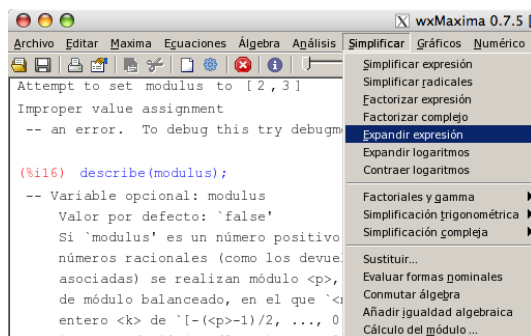 wxMaxima 0.7.5 [
Archivo Editar Maxima Ecuaciones Álgebra Análisis Simplificar Gráficos Numérico
Attempt to set modulus to [2,3]
Improper value assignment
-- an error. To debug this try debugm
(%i16) describe(modulus);
-- Variable opcional: modulus
Valor por defecto: `false'
Si `modulus' es un número positivo
números racionales (como los devuel
asociadas) se realizan módulo <p>,
de módulo balanceado, en el que `<
entero <k> de `[-(<p>-1)/2, ..., 0
Simplificar expresión
Simplificar radicales
Factorizar expresión
Factorizar complejo
Expandir expresión
Expandir logaritmos
Contraer logaritmos
Factoriales y gamma
Simplificación trigonométrica
Simplificación compleja
Sustituir...
Evaluar formas nominales
Conmutar álgebra
Añadir igualdad algebraica
Cálculo del módulo ...